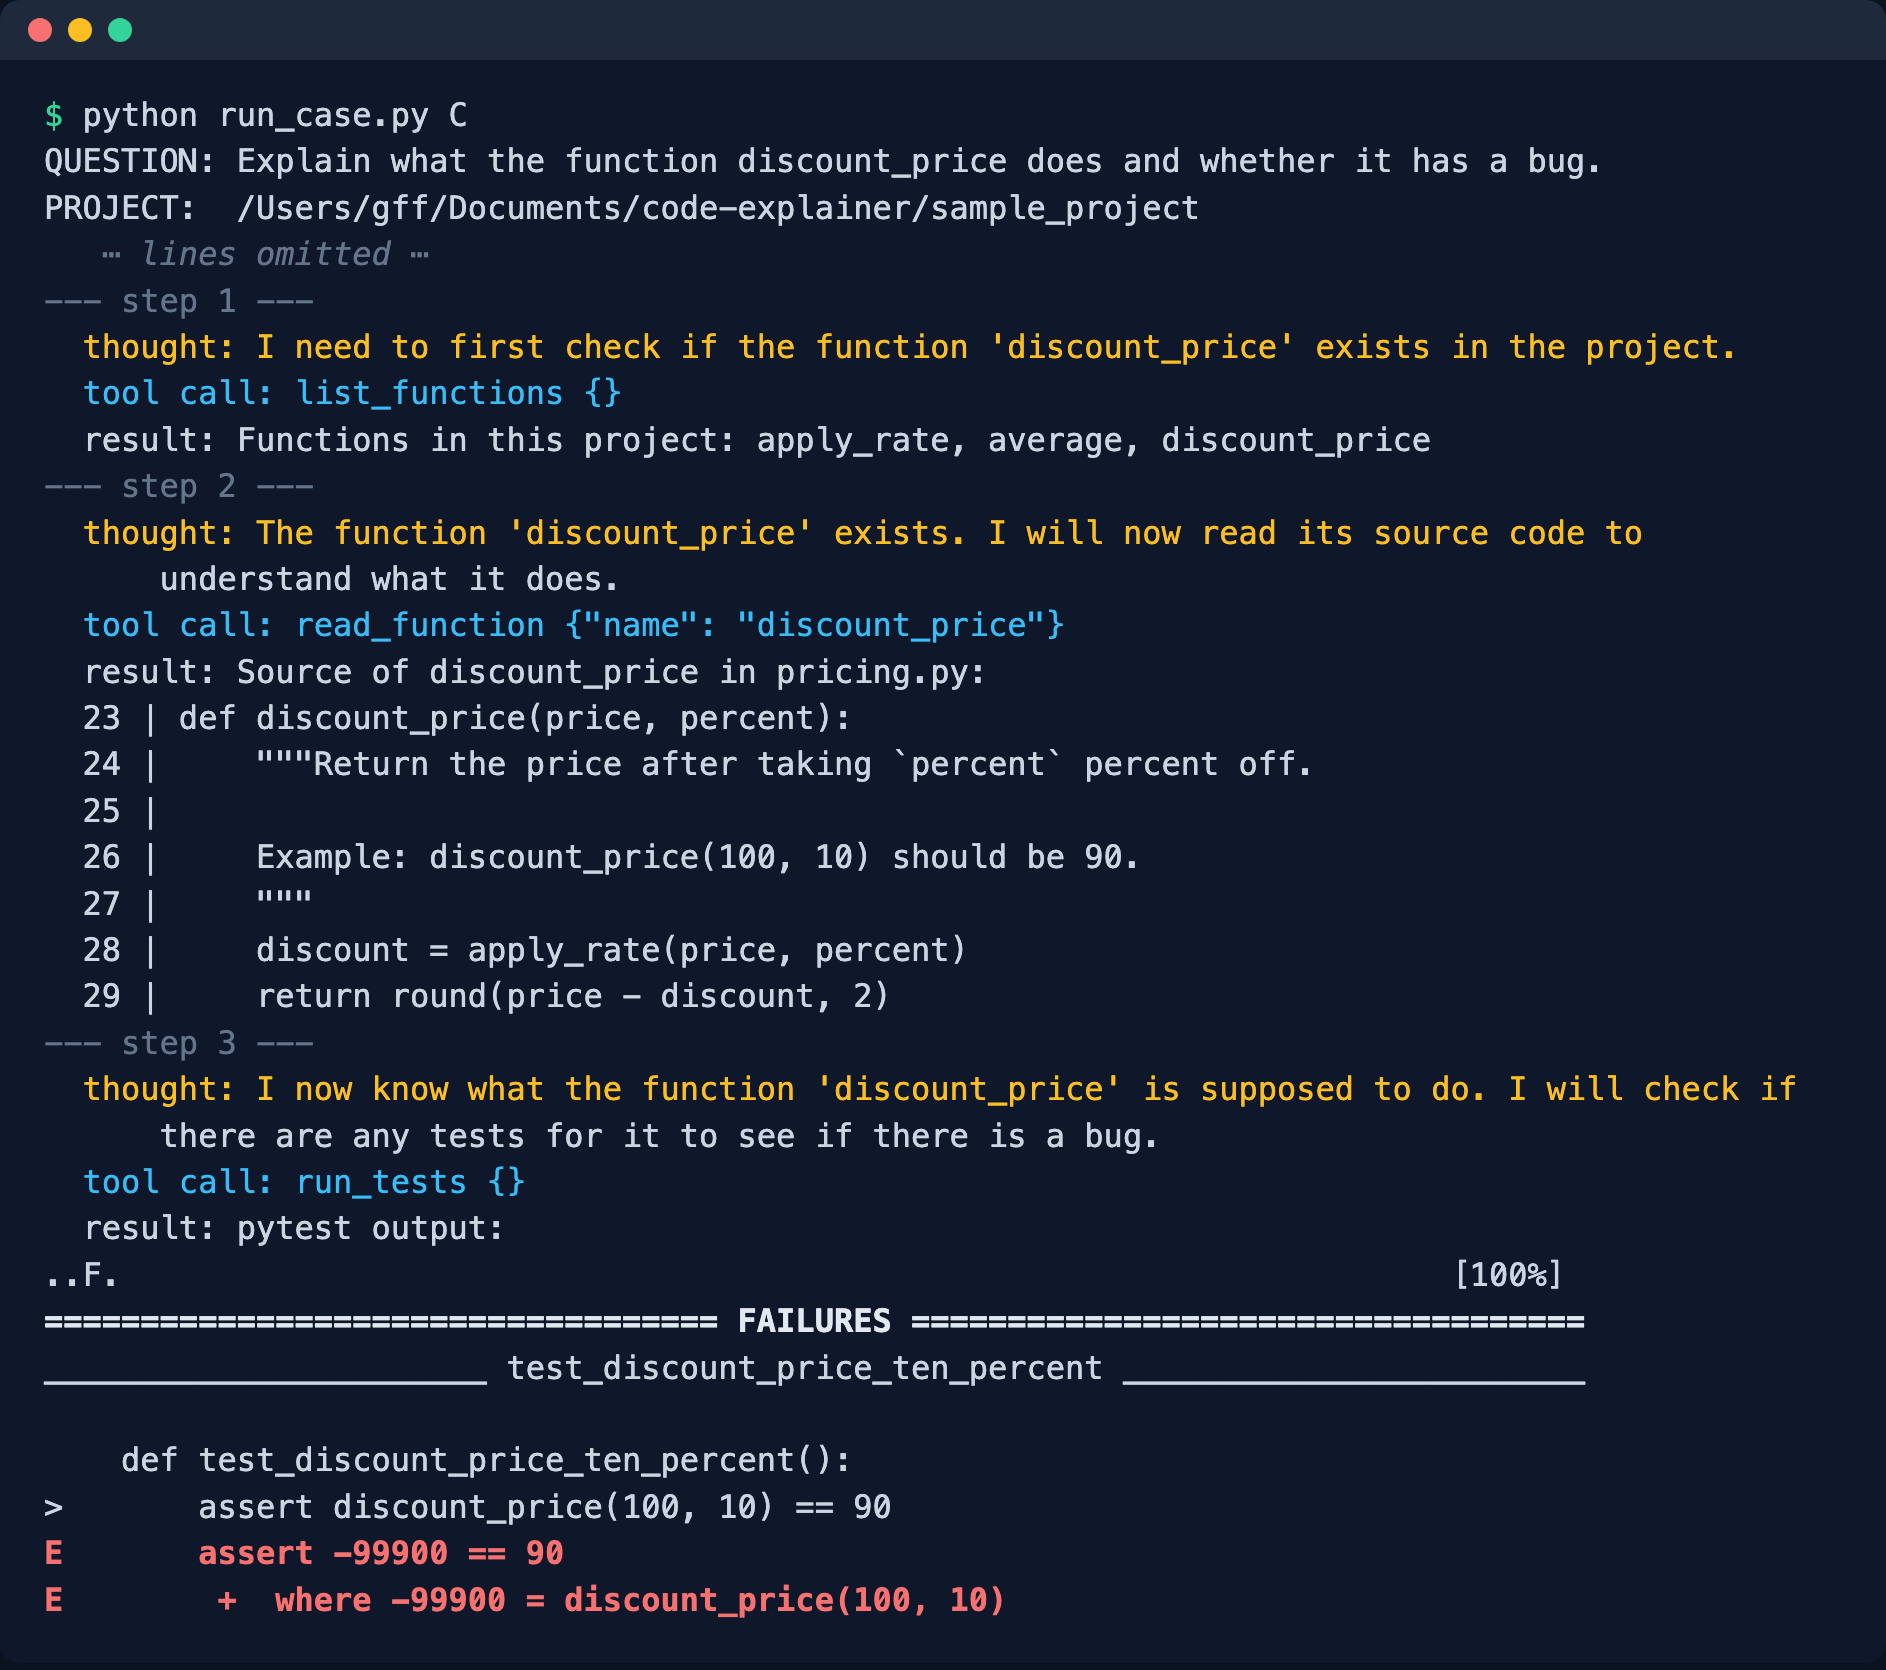 $ python run_case.py C
QUESTION: Explain what the function discount_price does and whether it has a bug.
PROJECT:  /Users/gff/Documents/code-explainer/sample_project
   … lines omitted …
--- step 1 ---
  thought: I need to first check if the function 'discount_price' exists in the project.
  tool call: list_functions {}
  result: Functions in this project: apply_rate, average, discount_price
--- step 2 ---
  thought: The function 'discount_price' exists. I will now read its source code to
      understand what it does.
  tool call: read_function {"name": "discount_price"}
  result: Source of discount_price in pricing.py:
  23 | def discount_price(price, percent):
  24 |     """Return the price after taking `percent` percent off.
  25 |
  26 |     Example: discount_price(100, 10) should be 90.
  27 |     """
  28 |     discount = apply_rate(price, percent)
  29 |     return round(price - discount, 2)
--- step 3 ---
  thought: I now know what the function 'discount_price' is supposed to do. I will check if
      there are any tests for it to see if there is a bug.
  tool call: run_tests {}
  result: pytest output:
..F.                                                                     [100%]
=================================== FAILURES ===================================
_______________________ test_discount_price_ten_percent ________________________

    def test_discount_price_ten_percent():
>       assert discount_price(100, 10) == 90
E       assert -99900 == 90
E        +  where -99900 = discount_price(100, 10)